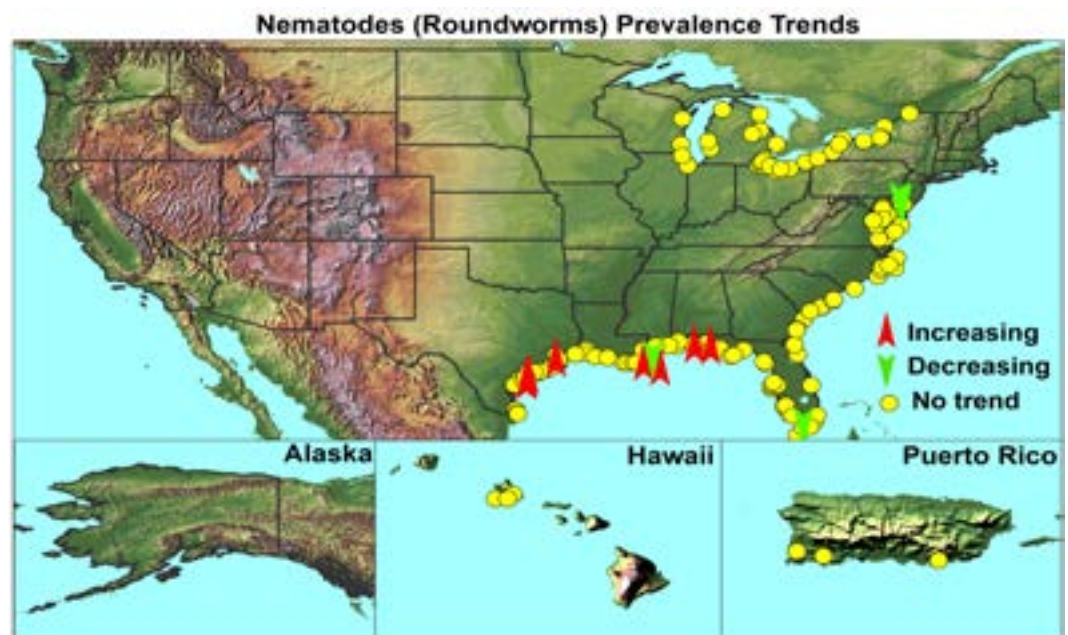 Nematodes (Roundworms) Prevalence Trends
Increasing
Decreasing
No trend
Alaska
Hawaii
Puerto Rico